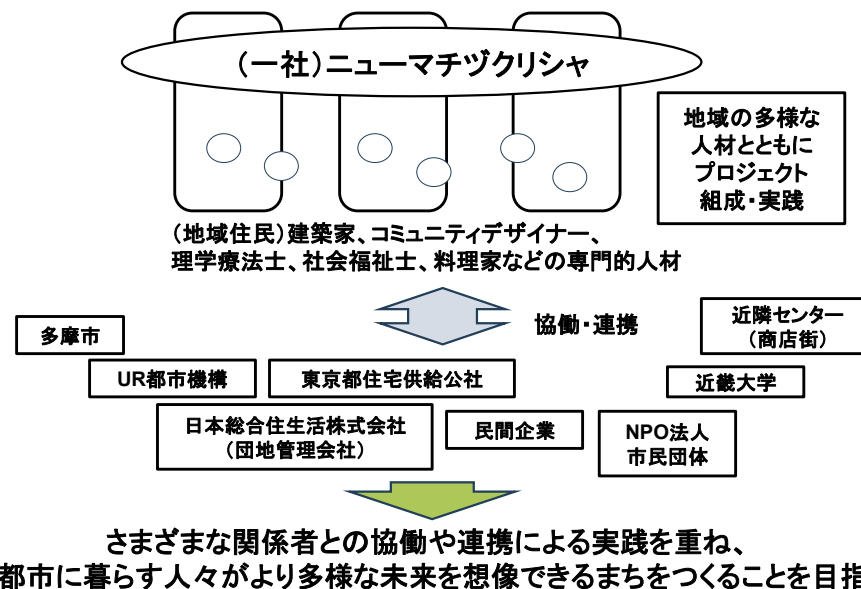 (一社)ニューマチヅクリシャ
地域の多様な
人材とともに
プロジェクト
組成・実践
(地域住民)建築家、コミュニティデザイナー、
理学療法士、社会福祉士、料理家などの専門的人材
協働・連携
近隣センター
(商店街)
多摩市
UR都市機構
東京都住宅供給公社
近畿大学
日本総合住生活株式会社
(団地管理会社)
民間企業
NPO法人
市民団体
さまざまな関係者との協働や連携による実践を重ね、
都市に暮らす人々がより多様な未来を想像できるまちをつくることを目指